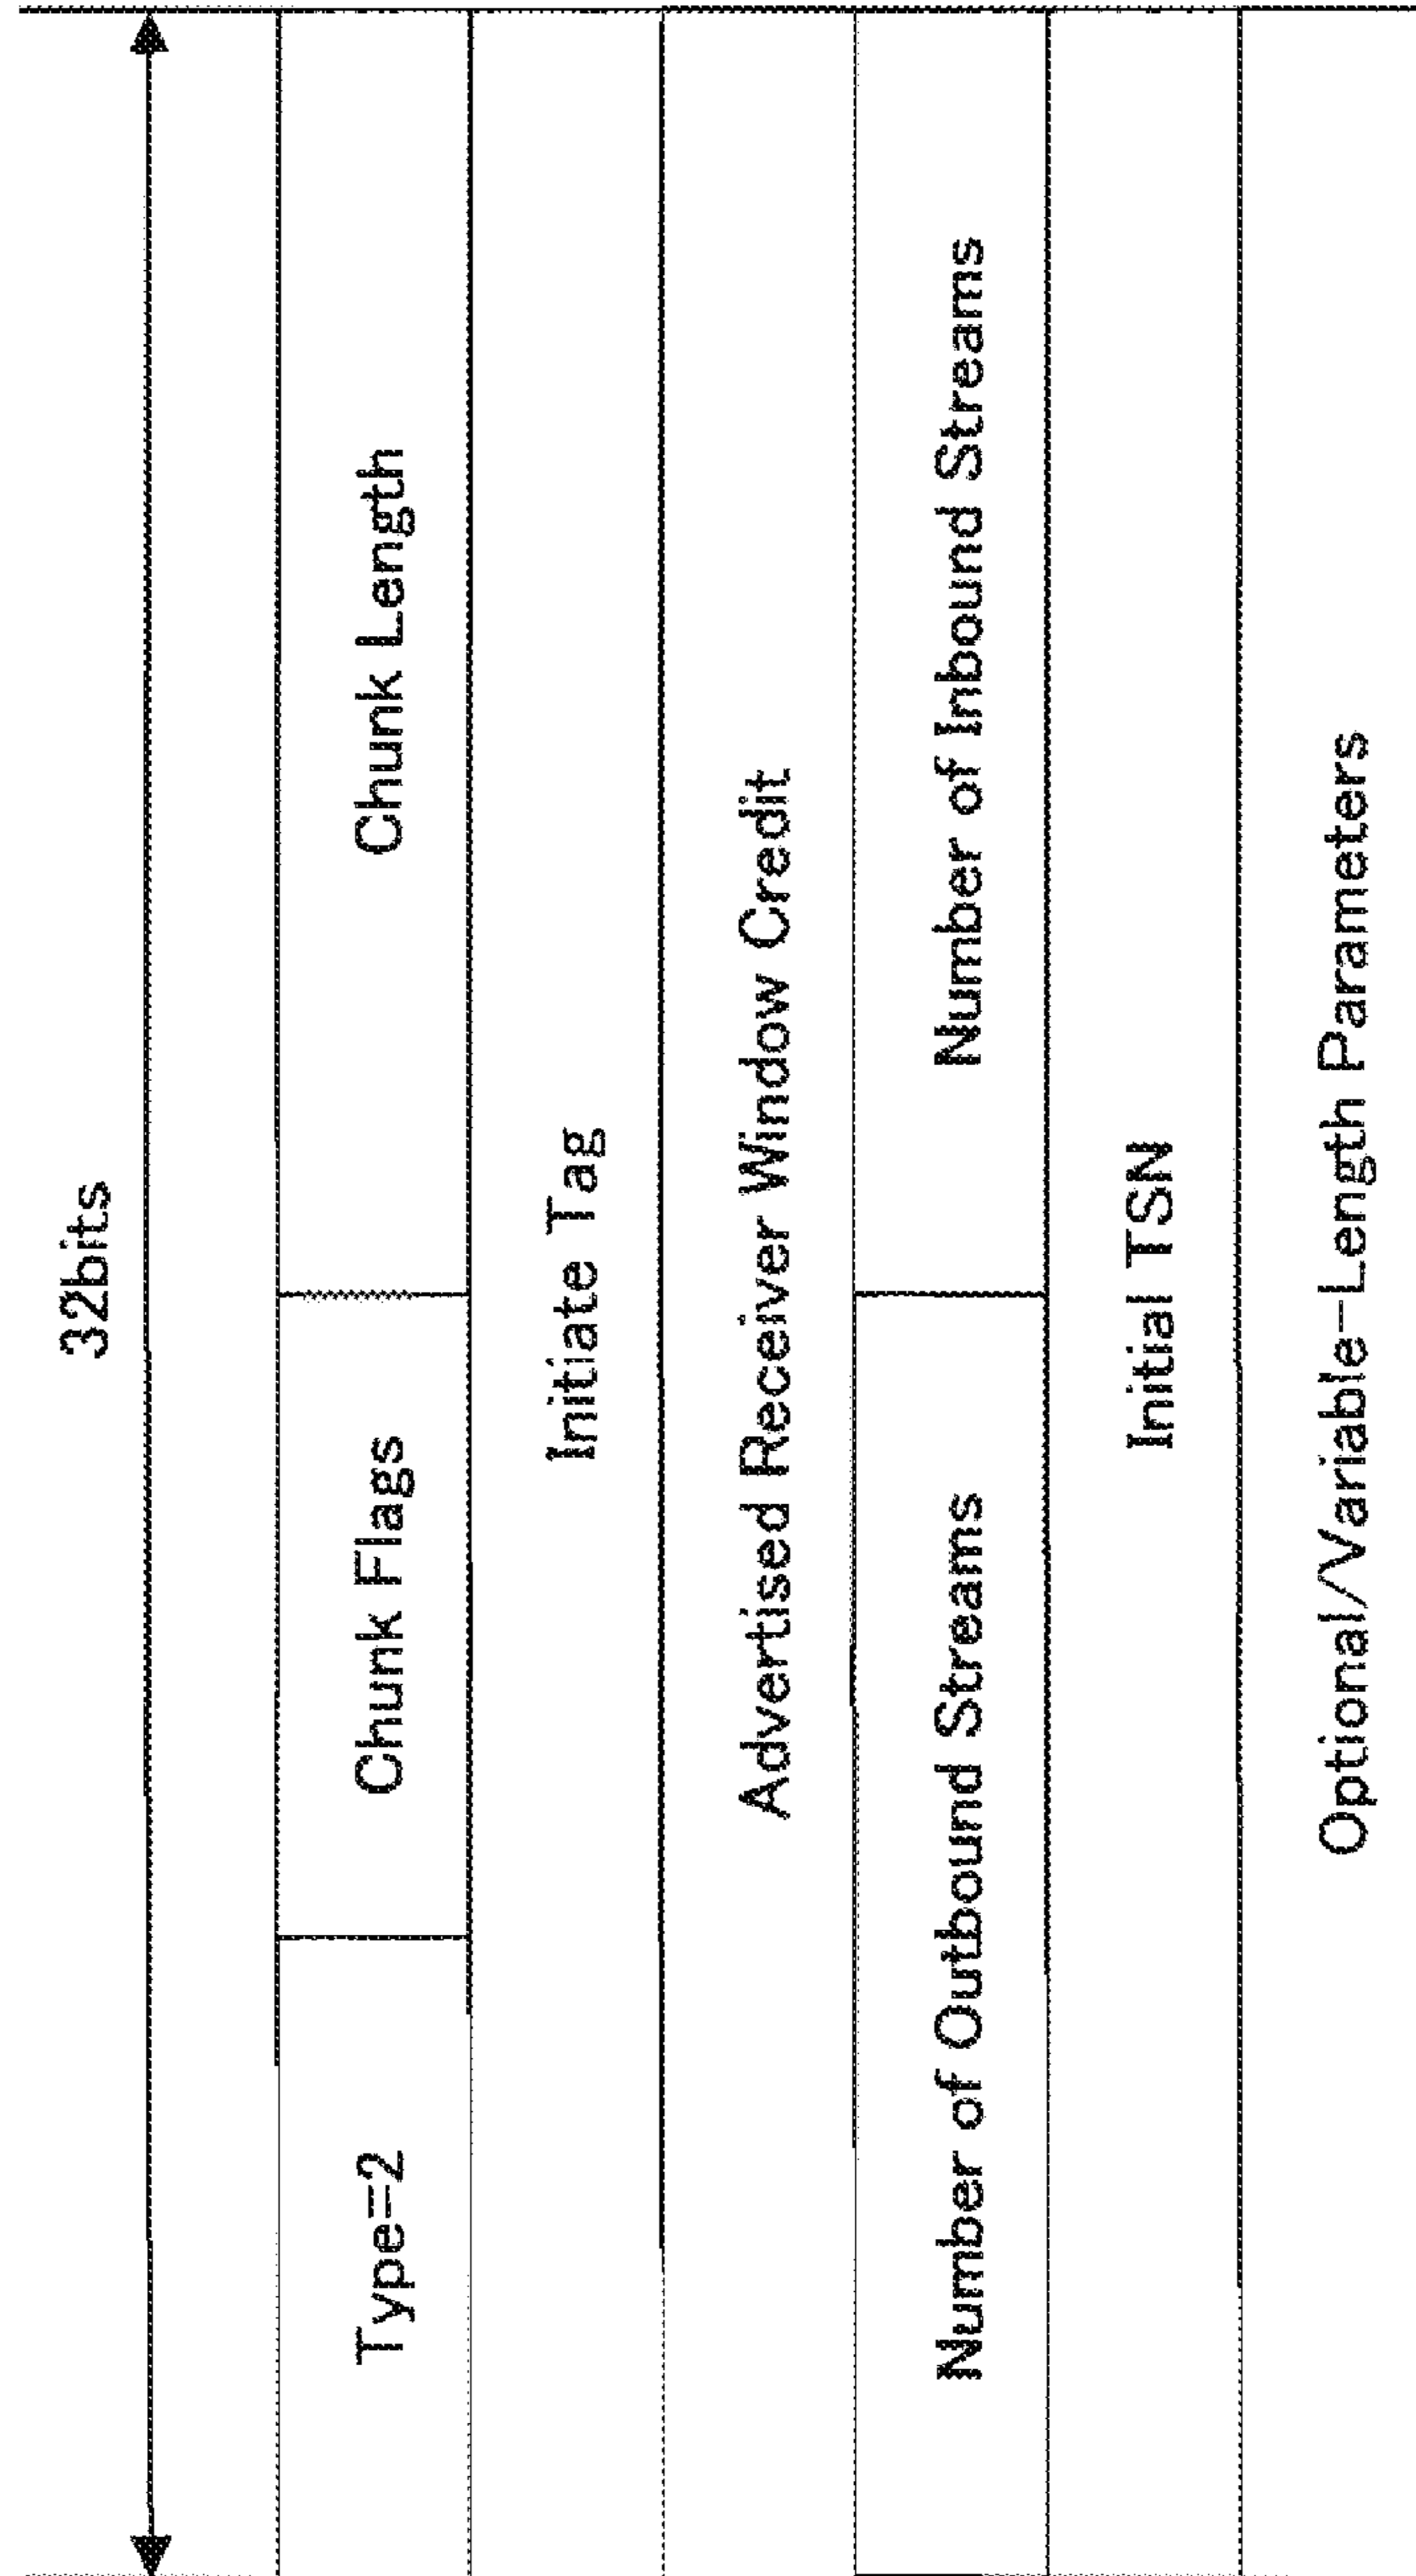 32bits
Type=2
Chunk Flags
Chunk Length
Initiate Tag
Advertised Receiver Window Credit
Number of Outbound Streams
Number of Inbound Streams
Initial TSN
Optional/Variable-Length Parameters